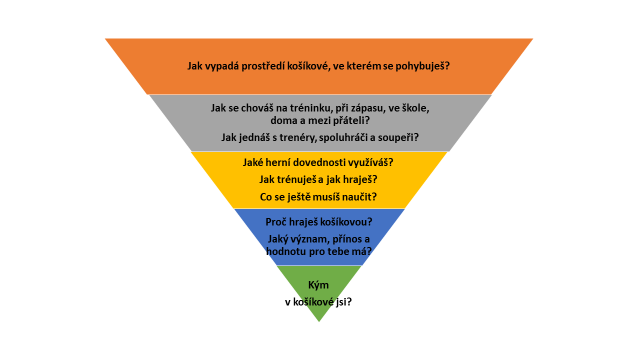 Jak vypadá prostředí košíkové, ve kterém se pohybuješ?
Jak se chováš na tréninku, při zápasu, ve škole,
doma a mezi přáteli?
Jak jednáš s trenéry, spoluhráči a soupeři?
Jaké herní dovednosti využíváš?
Jak trénuješ a jak hraješ?
Co se ještě musíš naučit?
Proč hraješ košíkovou?
Jaký význam, přínos a
hodnotu pro tebe má?
Kým
v košíkové jsi?